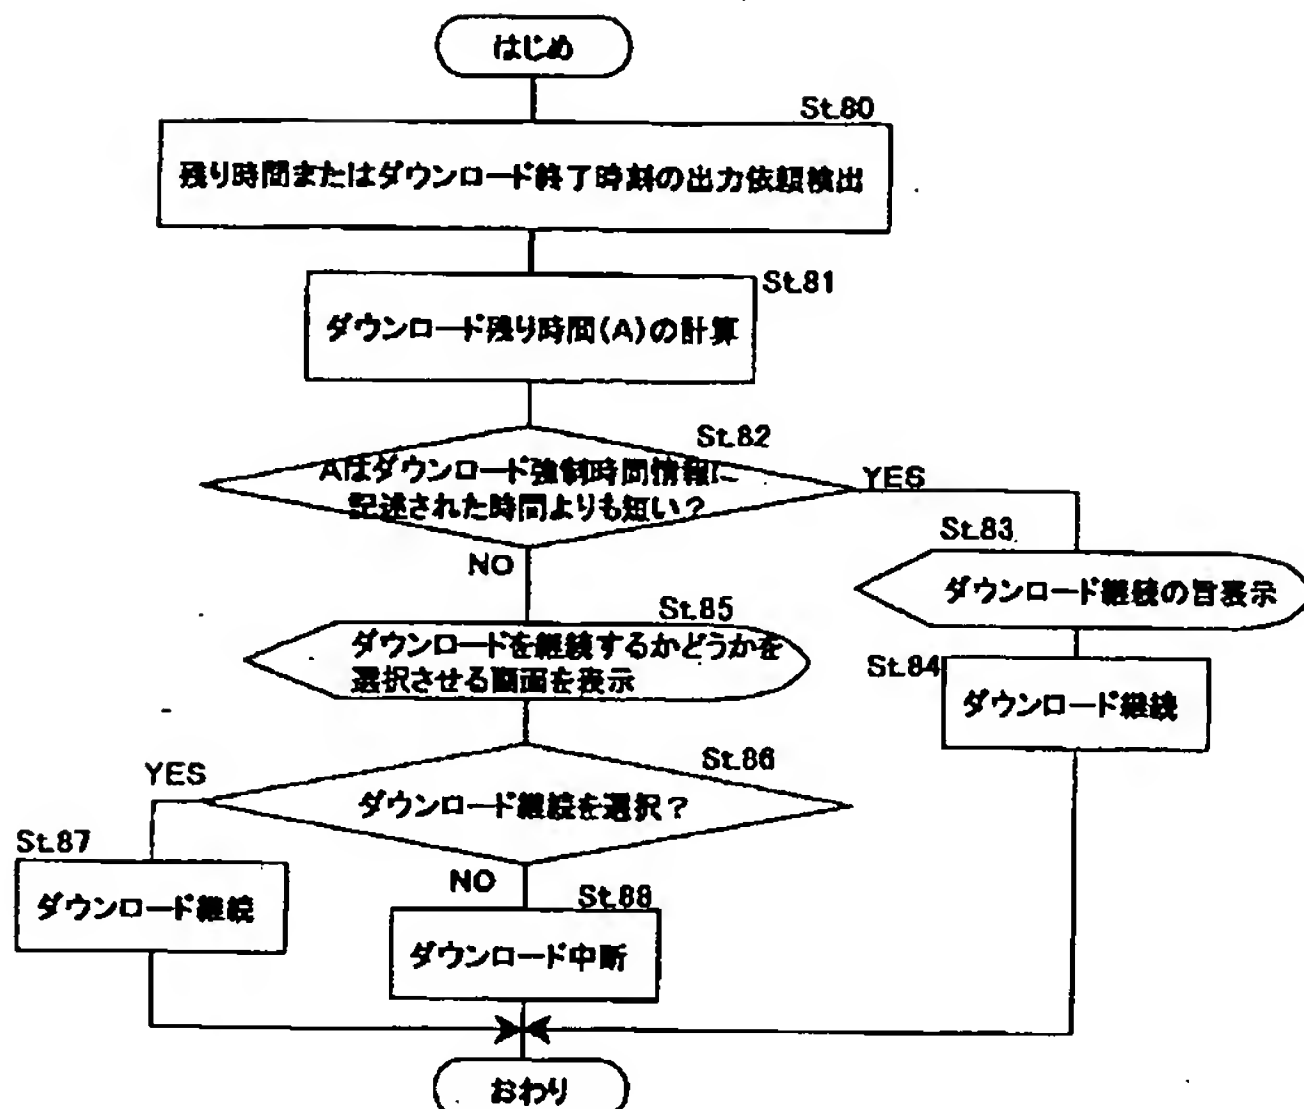 はじめ
St.80
残り時間またはダウンロード終了時刻の出力依頼検出
St.81
ダウンロード残り時間(A)の計算
St.82
Aはダウンロード強制時間情報に
記述された時間よりも短い?
YES
NO
St.83
ダウンロード継続の旨表示
St.84
ダウンロード継続
St.85
ダウンロードを継続するかどうかを
選択させる画面を表示
St.86
ダウンロード継続を選択?
YES
NO
St.87
ダウンロード継続
St.88
ダウンロード中断
おわり